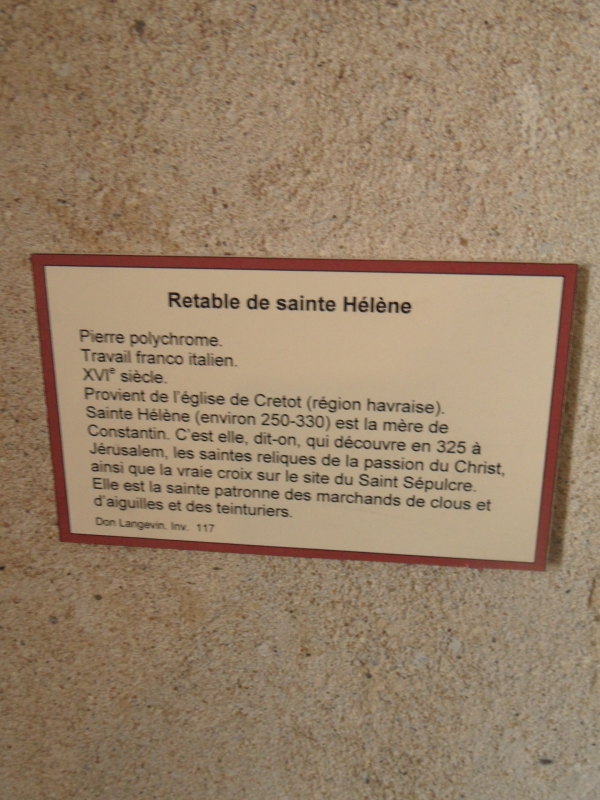 Retable de sainte Hélène
Pierre polychrome.
Travail franco italien.
XVIe siècle.
Provient de l'église de Cretot (région havraise).
Sainte Hélène (environ 250-330) est la mère de
Constantin. C'est elle, dit-on, qui découvre en 325 à
Jérusalem, les saintes reliques de la passion du Christ,
ainsi que la vraie croix sur le site du Saint Sépulcre.
Elle est la sainte patronne des marchands de clous et
d'aiguilles et des teinturiers.
Don Langevin. Inv. 117